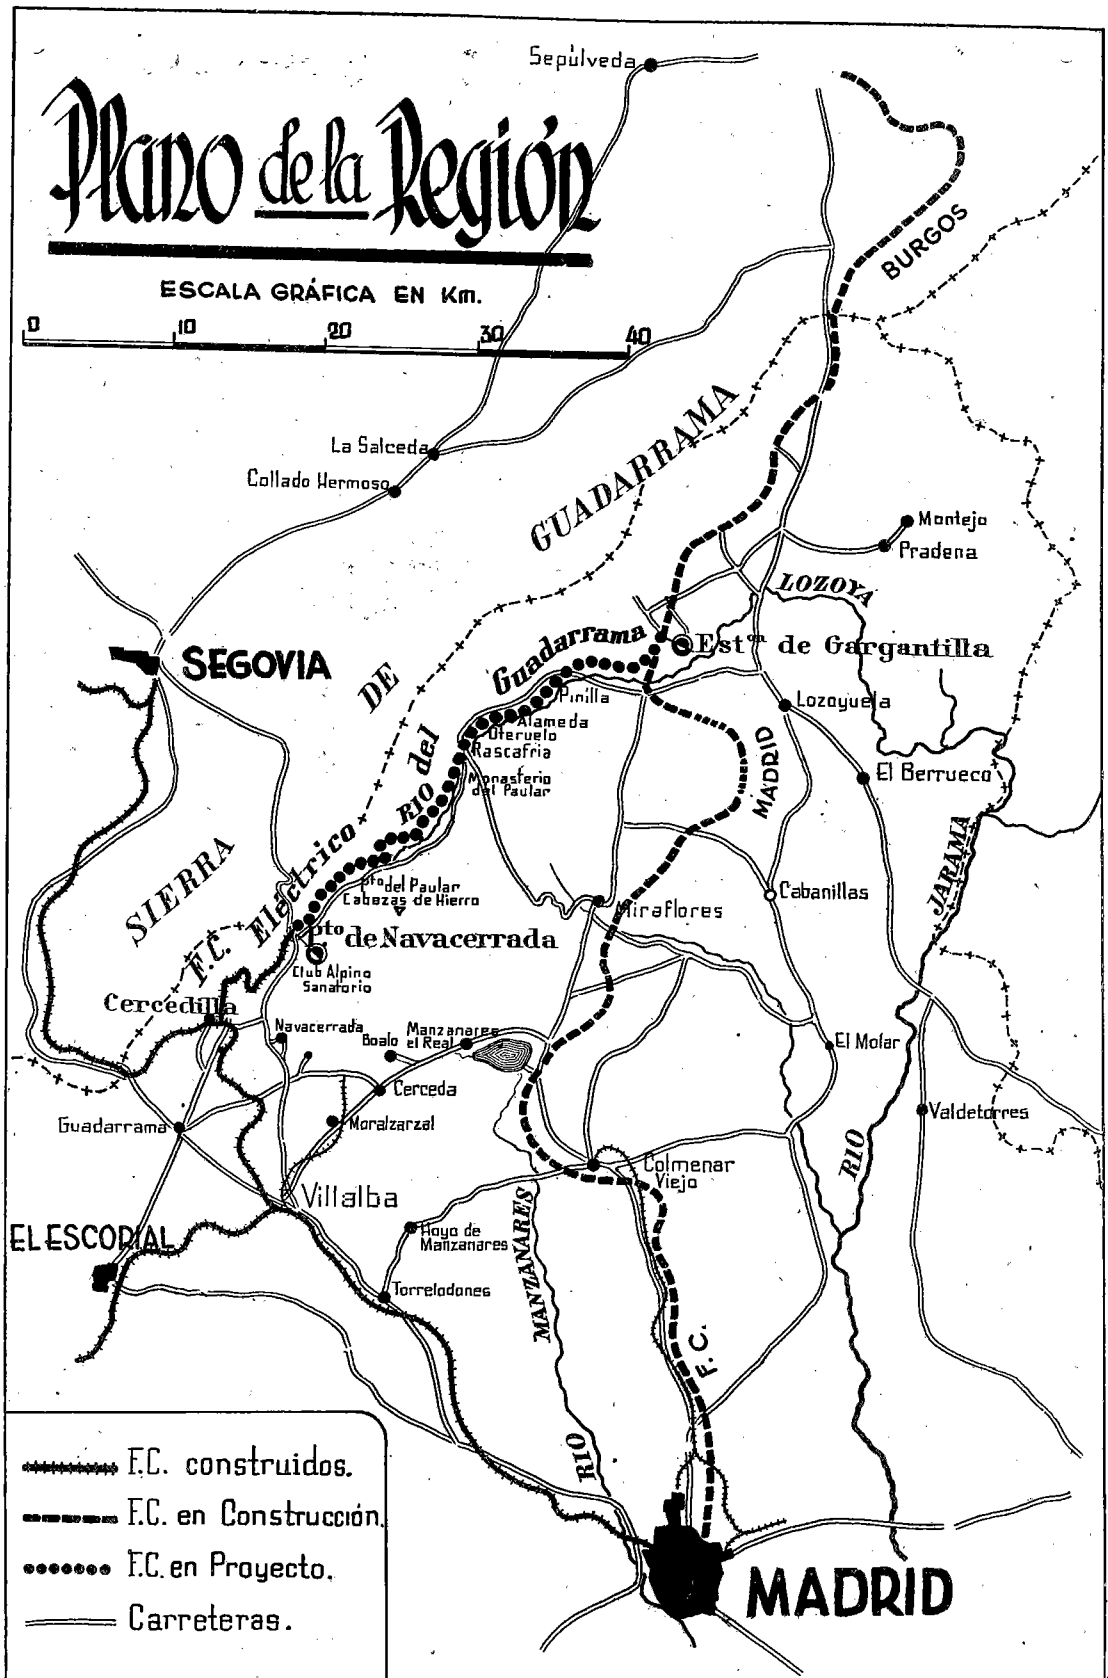 Sepúlveda
Plano de la Región
ESCALA GRÁFICA EN Km.
0 10 20 30 40
BURGOS
La Salceda
Collado Hermoso
GUADARRAMA
DE
SIERRA
Montejo
Pradena
LOZOYA
SEGOVIA
Guadarrama
del
RIO
Eléctrico
F.C.
Estón de Gargantilla
Pinilla
Lozoyuela
Alameda
Oteruelo
Rascafria
Monasterio
del Paular
MADRID
El Berrueco
JARAMA
RIO
Pto del Paular
Cabezas de Hierro
Cabanillas
Miraflores
Pto de Navacerrada
Club Alpino
Sanatorio
Cercedilla
Navacerrada
Boalo
Manzanares
el Real
El Molar
Cerceda
Valdetorres
Guadarrama
Moralzarzal
Colmenar
Viejo
Villalba
EL ESCORIAL
Hoyo de
Manzanares
MANZANARES
RIO
Torrelodones
F.C.
F.C. construidos.
F.C. en Construcción.
F.C. en Proyecto.
Carreteras.
MADRID